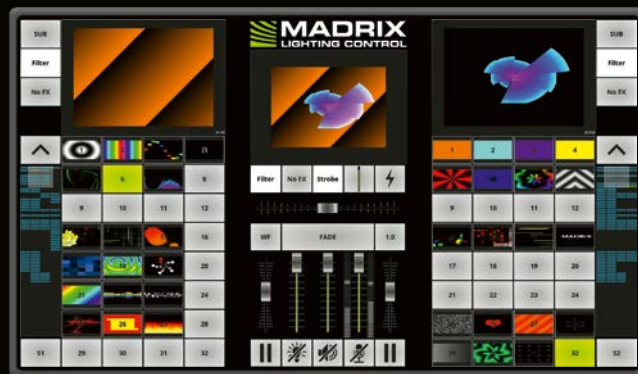 MADRIX
LIGHTING CONTROL
SUB
SUB
Filter
Filter
No FX
No FX
1 2 4
6 8
Filter No FX Strobe
9 10 11 12
9 10 11 12
WF FADE 1.0
16
MADRIX
20
17 18 19 20
21 24
21 22 23 24
26 28
S1 29 30 31 32
32 S2